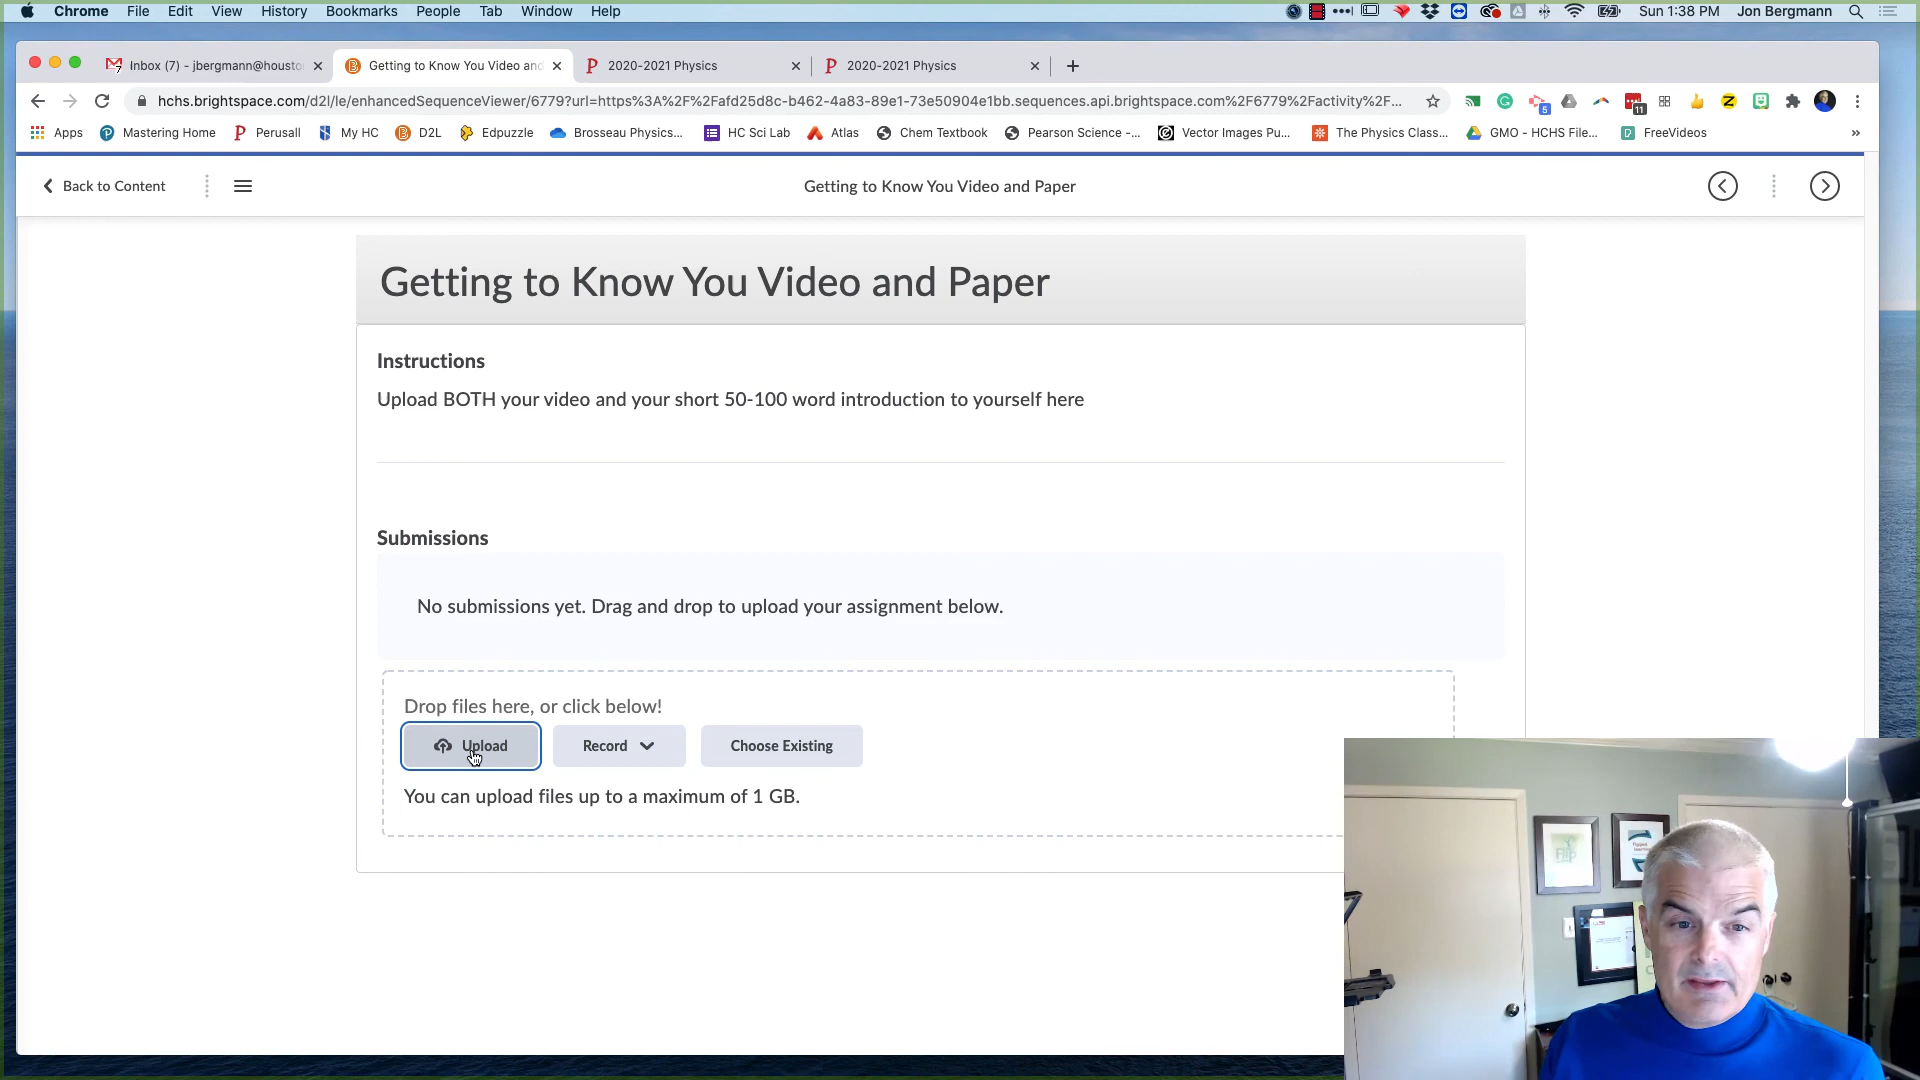 Chrome File Edit View History Bookmarks People Tab Window Help Sun 1:38 PM Jon Bergmann
Inbox (7) - jbergmann@housto Getting to Know You Video and 2020-2021 Physics 2020-2021 Physics
hchs.brightspace.com/d2l/le/enhancedSequenceViewer/6779?url=https%3A%2F%2Fafd25d8c-b462-4a83-89e1-73e50904e1bb.sequences.api.brightspace.com%2F6779%2Factivity%2F... 5 11
Apps Mastering Home Perusall My HC D2L Edpuzzle Brosseau Physics... HC Sci Lab Atlas Chem Textbook Pearson Science -... Vector Images Pu... The Physics Class... GMO - HCHS File... FreeVideos »
Back to Content Getting to Know You Video and Paper
Getting to Know You Video and Paper
Instructions
Upload BOTH your video and your short 50-100 word introduction to yourself here
Submissions
No submissions yet. Drag and drop to upload your assignment below.
Drop files here, or click below!
Upload Record Choose Existing
You can upload files up to a maximum of 1 GB.